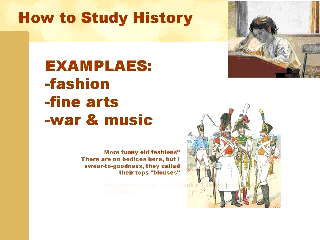 How to Study History
EXAMPLAES:
-fashion
-fine arts
-war & music
More funny old fashions"
There are no bodices here, but I
swear-to-goodness, they called
their tops "blouses"